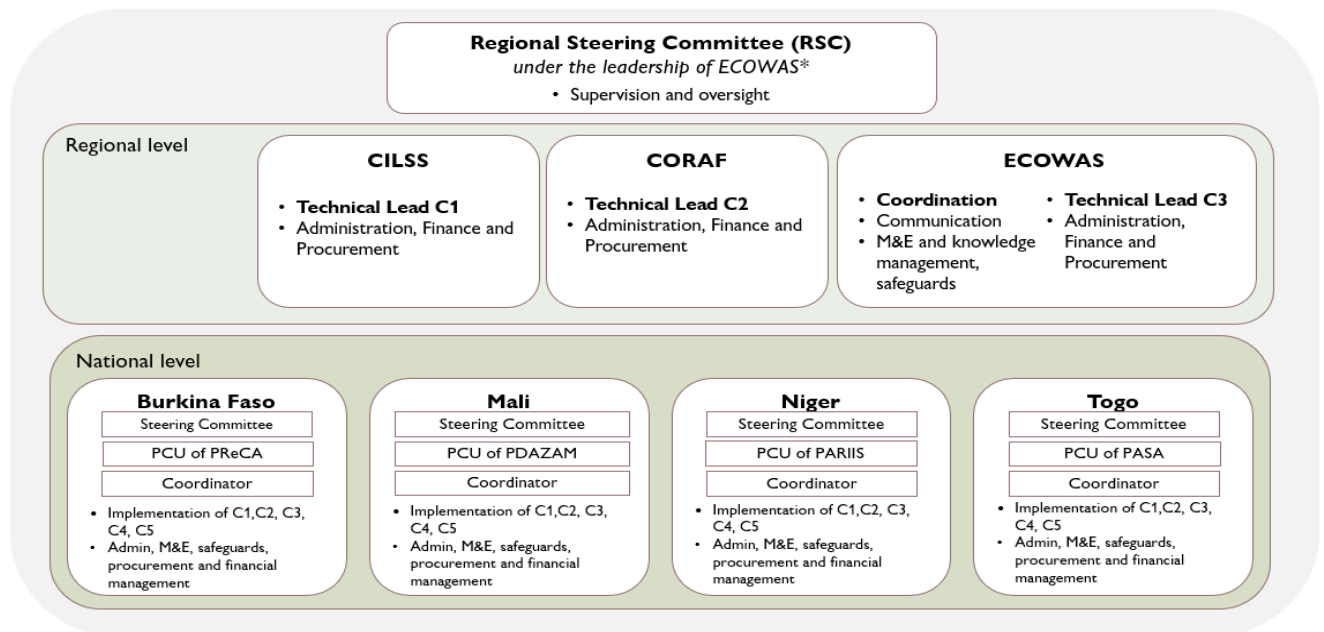 Regional Steering Committee (RSC)
under the leadership of ECOWAS*
• Supervision and oversight
Regional level
CILSS
• Technical Lead C1
• Administration, Finance and
Procurement
CORAF
• Technical Lead C2
• Administration, Finance and
Procurement
ECOWAS
• Coordination
• Communication
• M&E and knowledge
management,
safeguards
• Technical Lead C3
• Administration,
Finance and
Procurement
National level
Burkina Faso
Steering Committee
PCU of PReCA
Coordinator
• Implementation of C1,C2, C3,
C4, C5
• Admin, M&E, safeguards,
procurement and financial
management
Mali
Steering Committee
PCU of PDAZAM
Coordinator
• Implementation of C1,C2, C3,
C4, C5
• Admin, M&E, safeguards,
procurement and financial
management
Niger
Steering Committee
PCU of PARIIS
Coordinator
• Implementation of C1,C2, C3,
C4, C5
• Admin, M&E, safeguards,
procurement and financial
management
Togo
Steering Committee
PCU of PASA
Coordinator
• Implementation of C1,C2, C3,
C4, C5
• Admin, M&E, safeguards,
procurement and financial
management